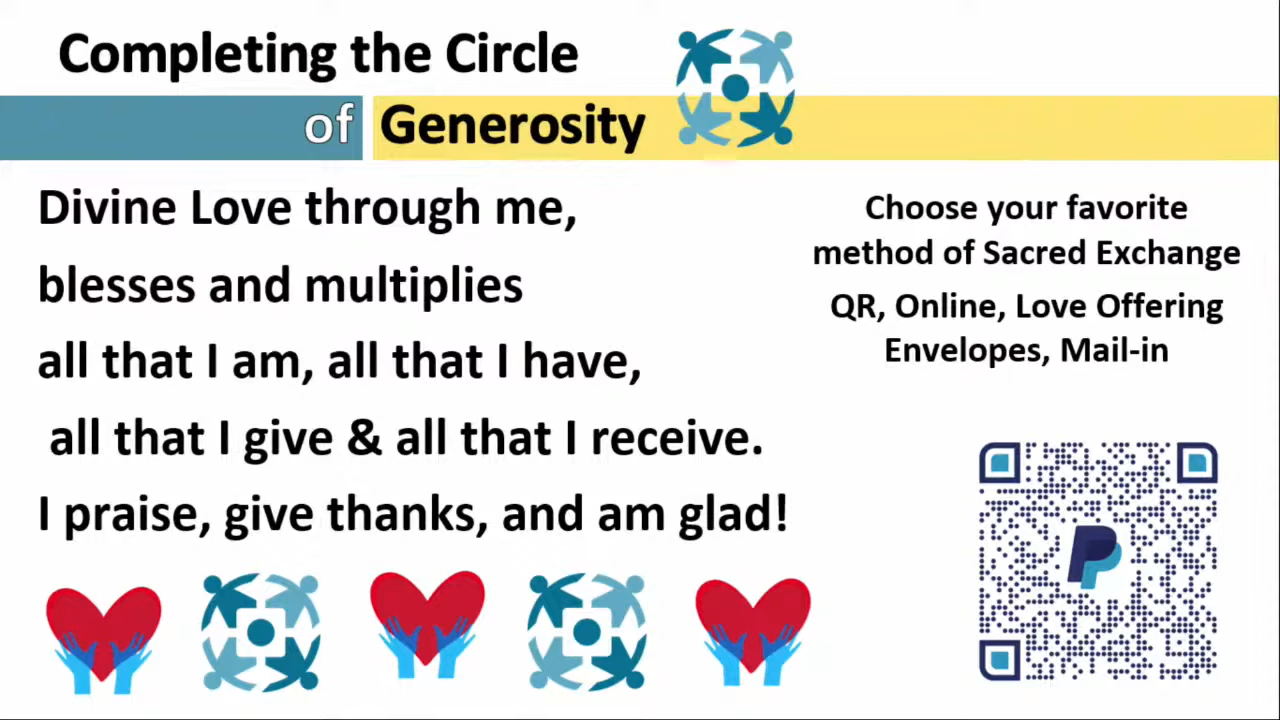 Completing the Circle
of Generosity
Divine Love through me,
blesses and multiplies
all that I am, all that I have,
all that I give & all that I receive.
I praise, give thanks, and am glad!
Choose your favorite
method of Sacred Exchange
QR, Online, Love Offering
Envelopes, Mail-in